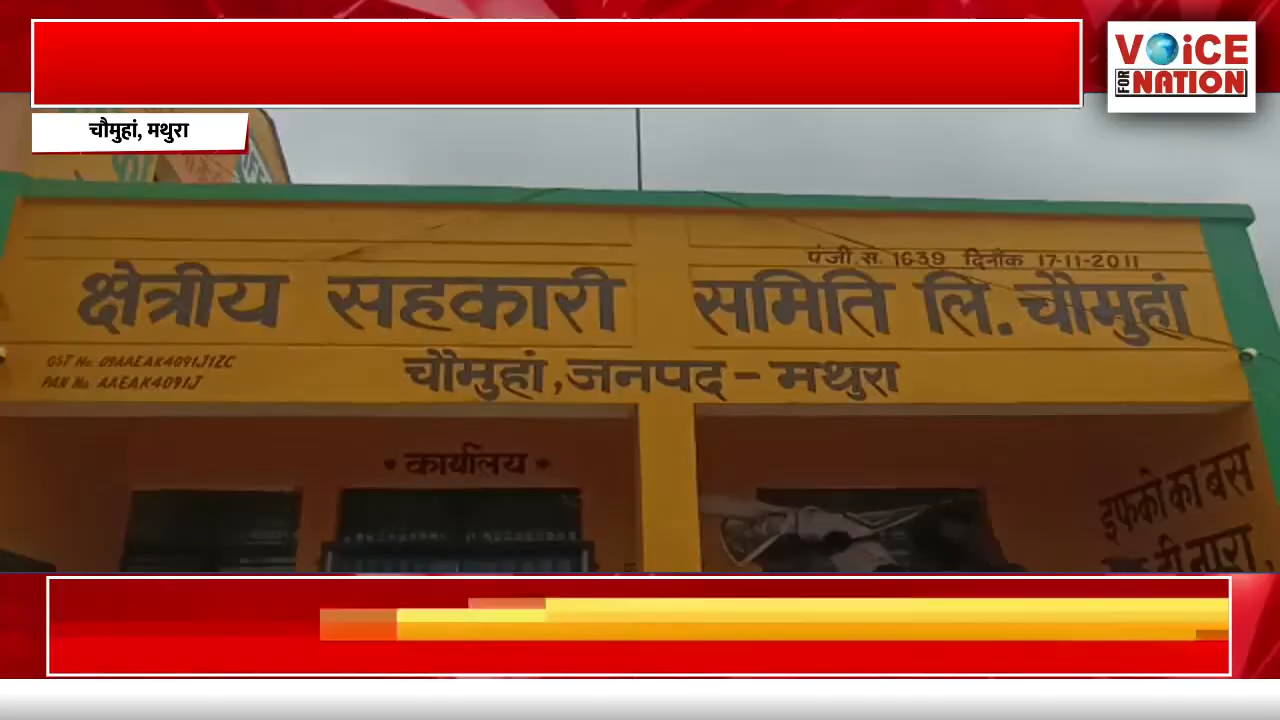 VOiCE
FOR NATION
चौमुहां, मथुरा
पंजी.स. 1639 दिनाँक 17-11-2011
क्षेत्रीय सहकारी समिति लि. चौमुहां
GST No. 09AAEAK4091J1ZC
PAN No. AAEAK4091J
चौमुहां, जनपद - मथुरा
कार्यालय
इफको का बस
ही नारा,